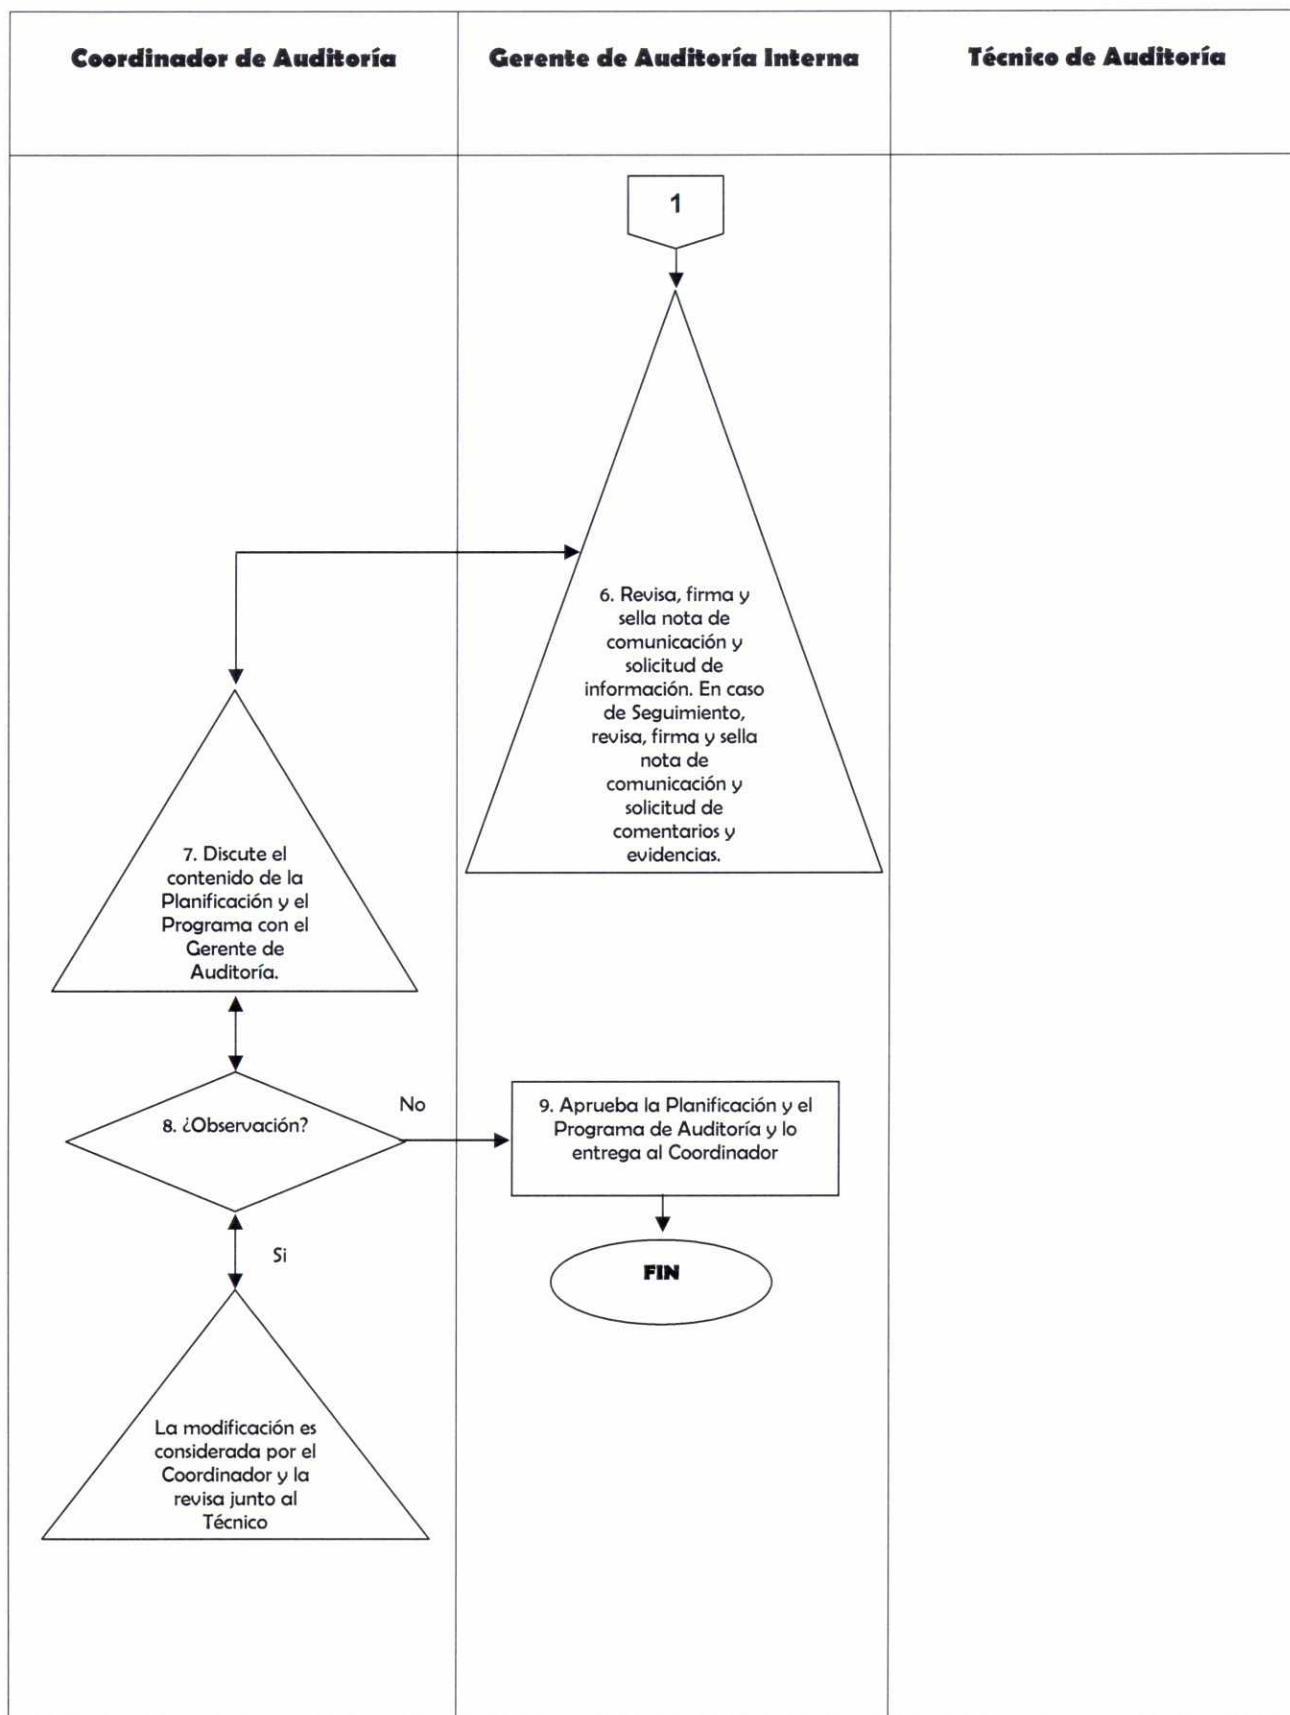 Coordinador de Auditoría
Gerente de Auditoría Interna
Técnico de Auditoría
1
6. Revisa, firma y
sella nota de
comunicación y
solicitud de
información. En caso
de Seguimiento,
revisa, firma y sella
nota de
comunicación y
solicitud de
comentarios y
evidencias.
7. Discute el
contenido de la
Planificación y el
Programa con el
Gerente de
Auditoría.
8. ¿Observación?
No
9. Aprueba la Planificación y el
Programa de Auditoría y lo
entrega al Coordinador
Si
FIN
La modificación es
considerada por el
Coordinador y la
revisa junto al
Técnico